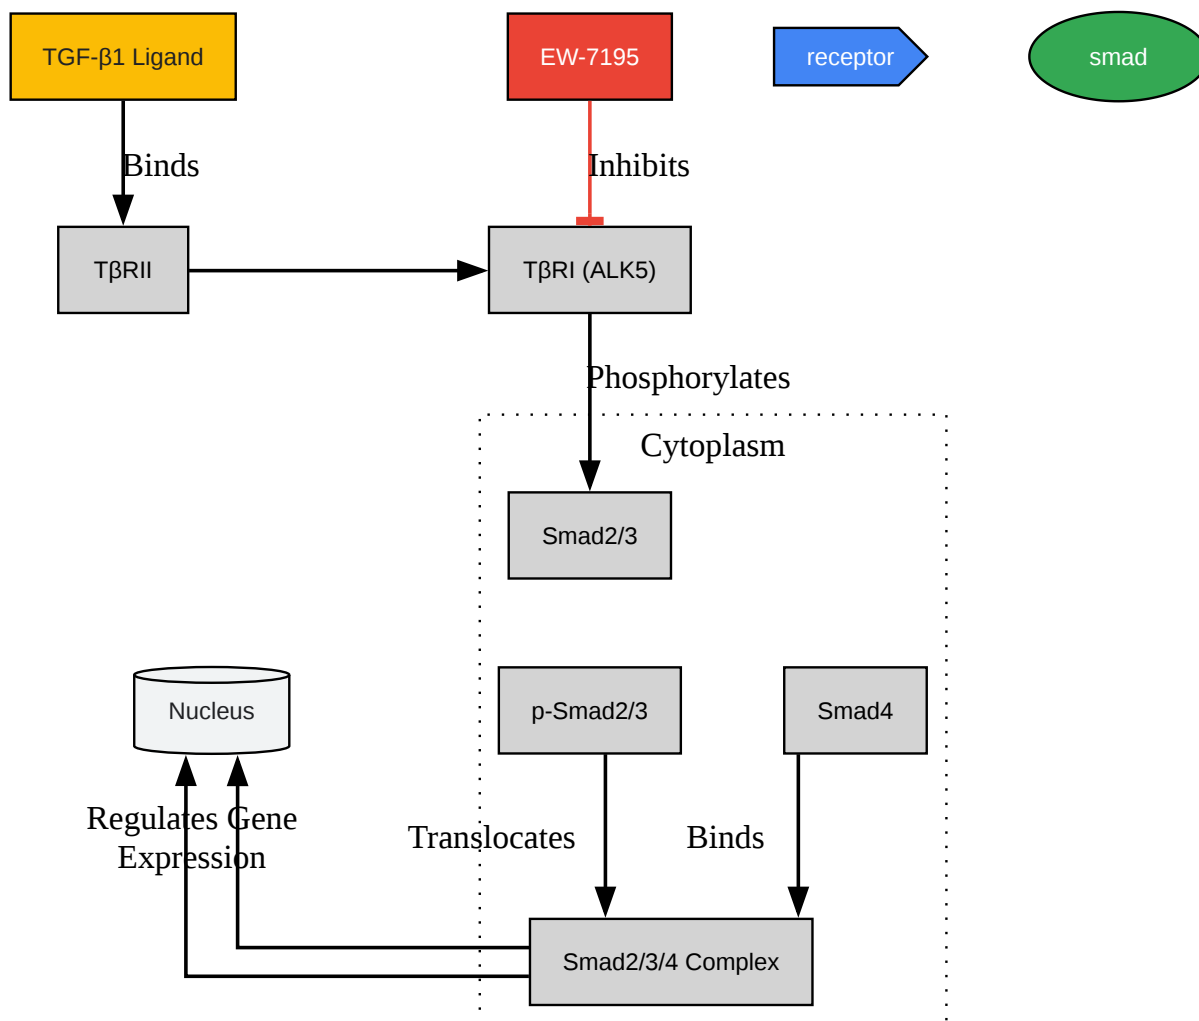 TGF-β1 Ligand
EW-7195
receptor
smad
Binds
Inhibits
TβRII
TβRI (ALK5)
Phosphorylates
Cytoplasm
Smad2/3
Nucleus
p-Smad2/3
Smad4
Regulates Gene
Expression
Translocates
Binds
Smad2/3/4 Complex